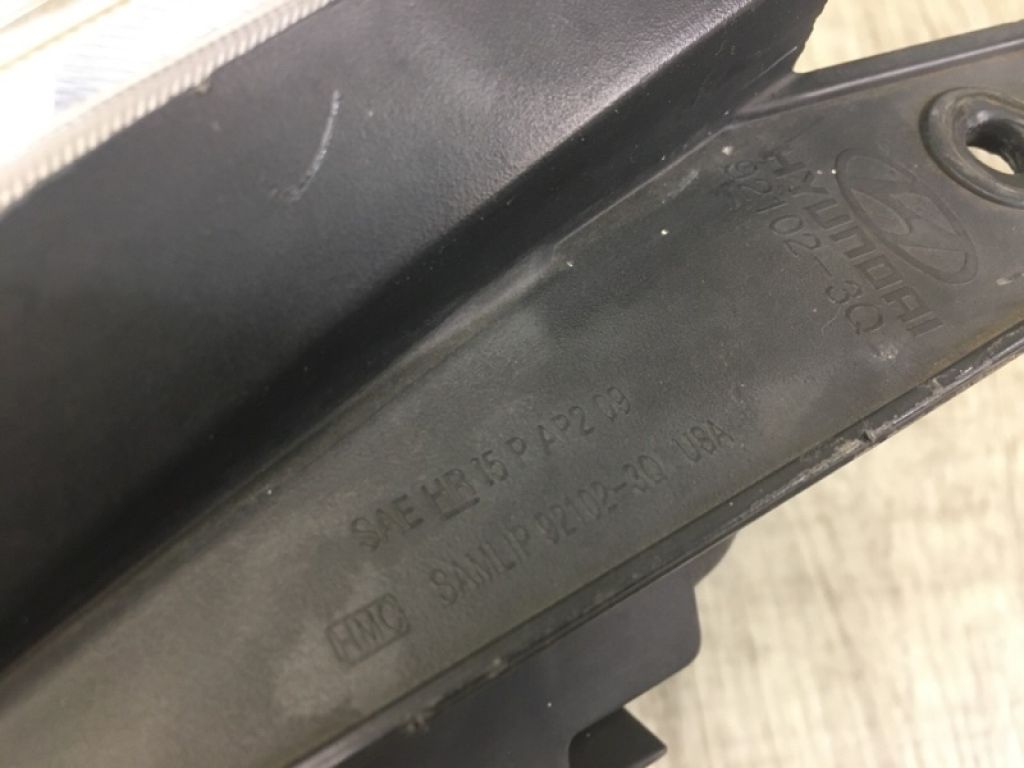 HYUNDAI
92102-3Q
SAE HR 15 P AP2 09
SAMLIP 92102-3Q USA
HMC